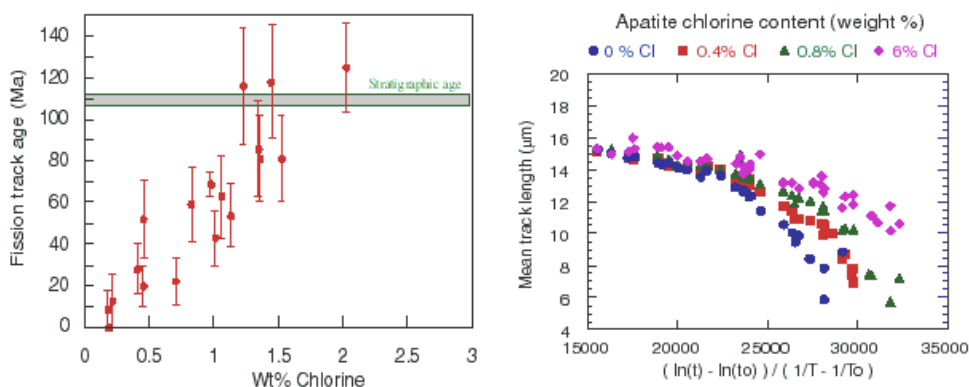 140
120
100
80
60
40
20
0
Fission track age (Ma)
Stratigraphic age
0 0.5 1 1.5 2 2.5 3
Wt% Chlorine
Apatite chlorine content (weight %)
0 % Cl 0.4% Cl 0.8% Cl 6% Cl
20
18
16
14
12
10
8
6
4
Mean track length (μm)
15000 20000 25000 30000 35000
( ln(t) - ln(to) ) / ( 1/T - 1/To )